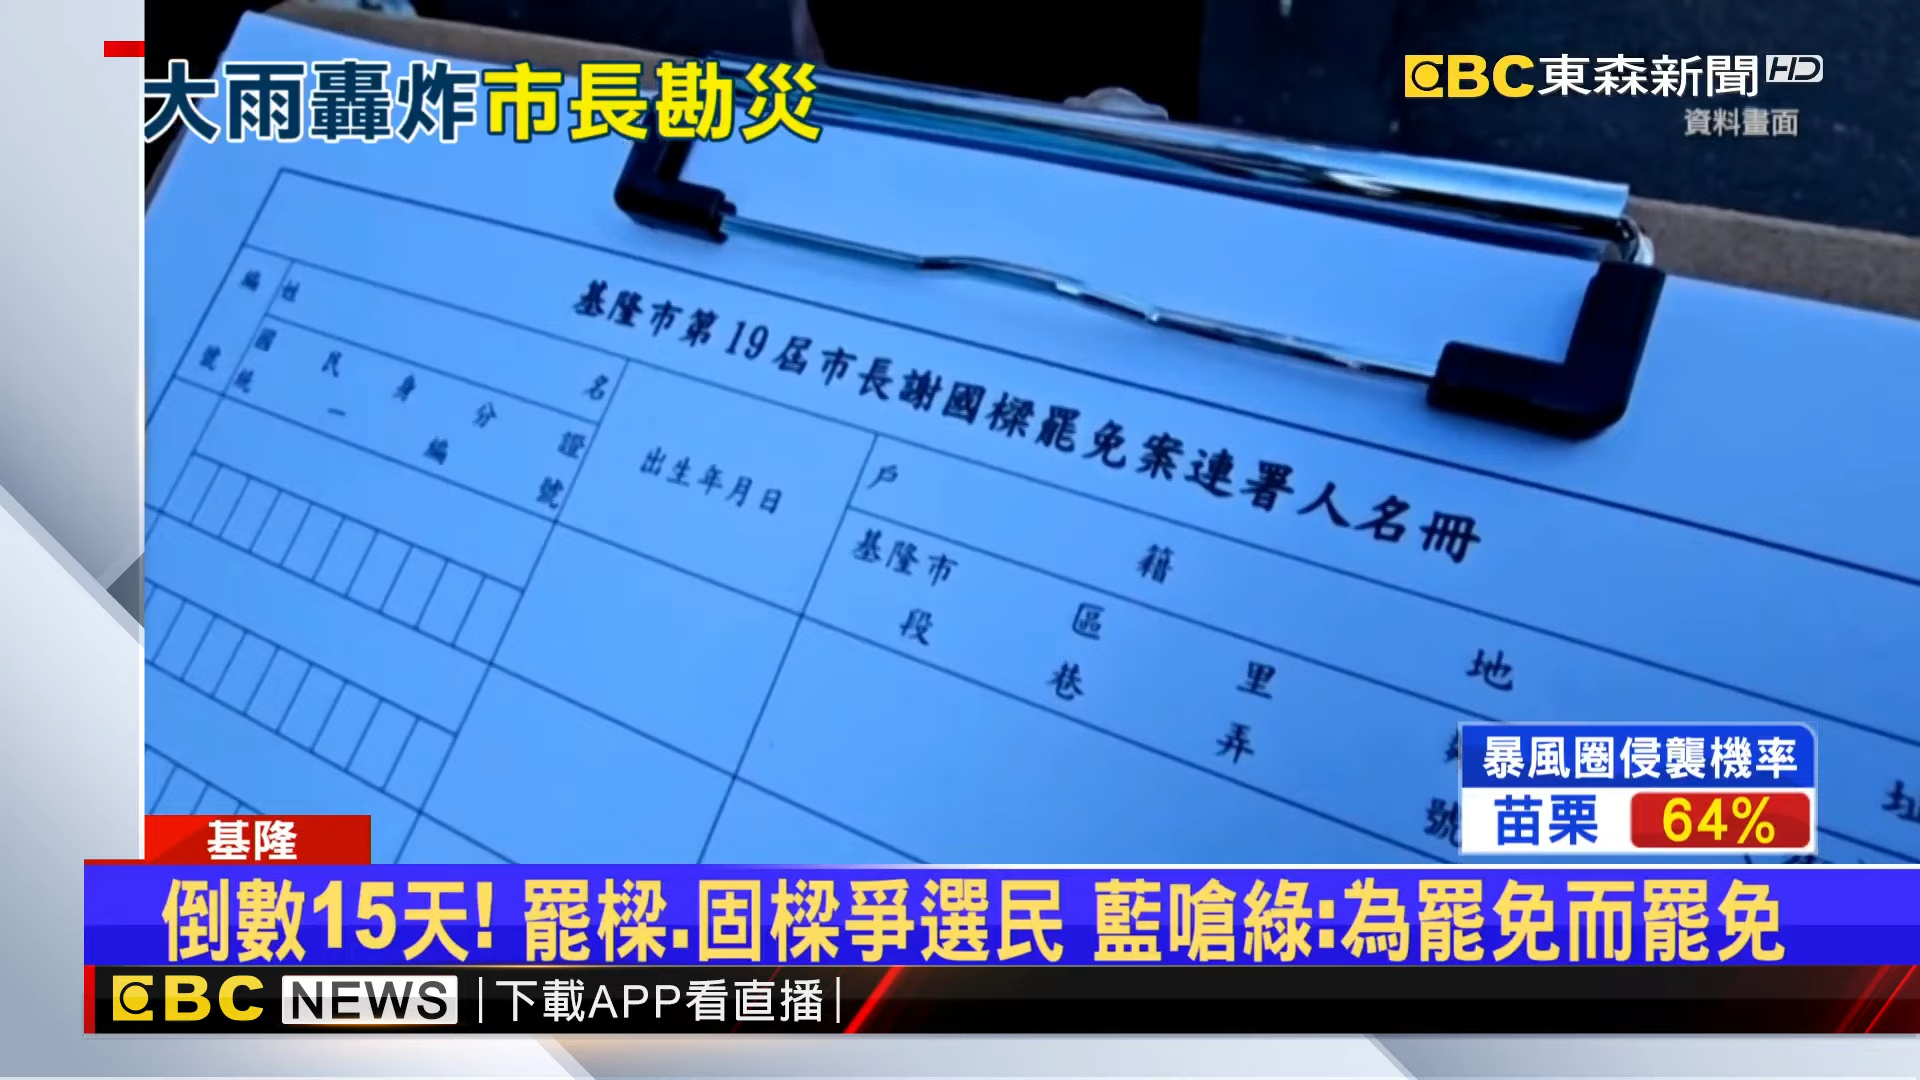 大雨轟炸市長勘災
EBC東森新聞HD
資料畫面
基隆市第19屆市長謝國樑罷免案連署人名冊
編號
姓名
國民身分證
統一編號
出生年月日
戶籍地址
基隆市 區 里
段 巷 弄 號
暴風圈侵襲機率
苗栗 64%
基隆
倒數15天! 罷樑.固樑爭選民 藍嗆綠:為罷免而罷免
EBC NEWS |下載APP看直播|